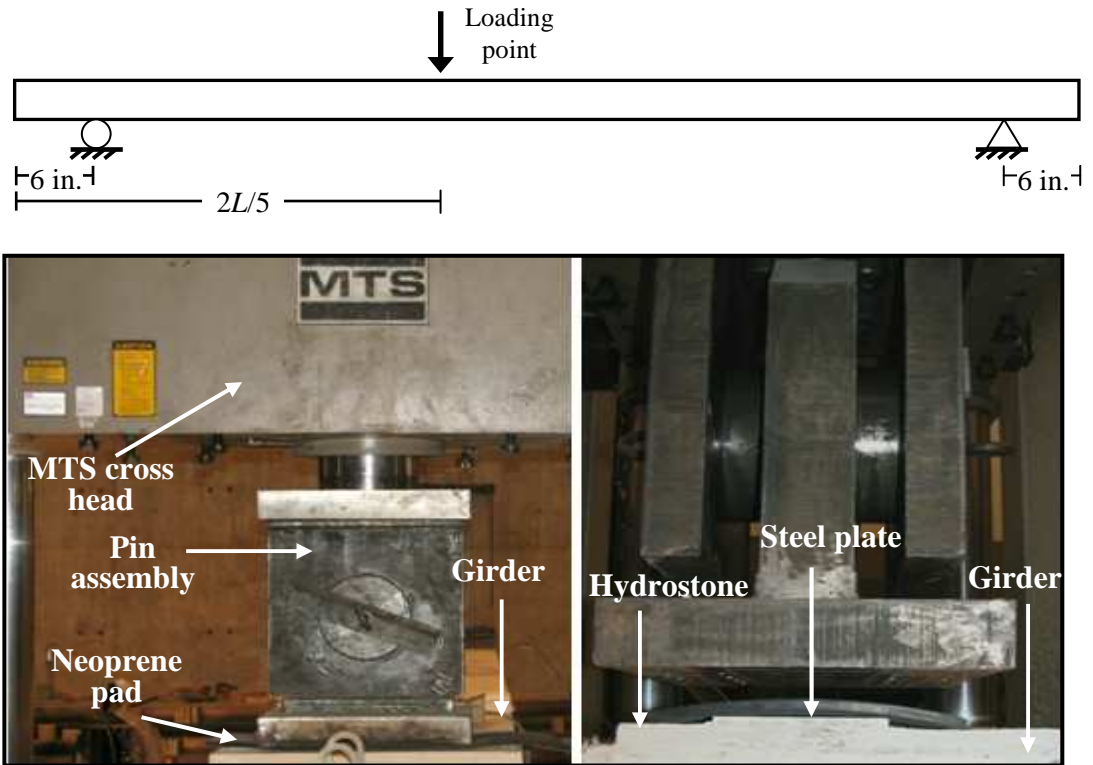 Loading
point
6 in.
6 in.
2L/5
MTS
MTS cross
head
Pin
assembly
Girder
Neoprene
pad
Steel plate
Hydrostone
Girder